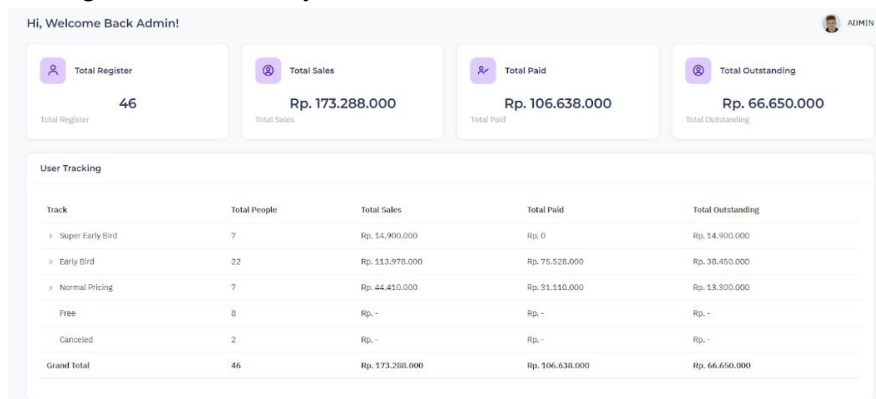 Hi, Welcome Back Admin!
ADMIN
Total Register
46
Total Register
Total Sales
Rp. 173.288.000
Total Sales
Total Paid
Rp. 106.638.000
Total Paid
Total Outstanding
Rp. 66.650.000
Total Outstanding
User Tracking
Track Total People Total Sales Total Paid Total Outstanding
Super Early Bird 7 Rp. 14.900.000 Rp. 0 Rp. 14.900.000
Early Bird 22 Rp. 113.978.000 Rp. 75.528.000 Rp. 38.450.000
Normal Pricing 7 Rp. 44.410.000 Rp. 31.110.000 Rp. 13.300.000
Free 8 Rp. - Rp. - Rp. -
Canceled 2 Rp. - Rp. - Rp. -
Grand Total 46 Rp. 173.288.000 Rp. 106.638.000 Rp. 66.650.000